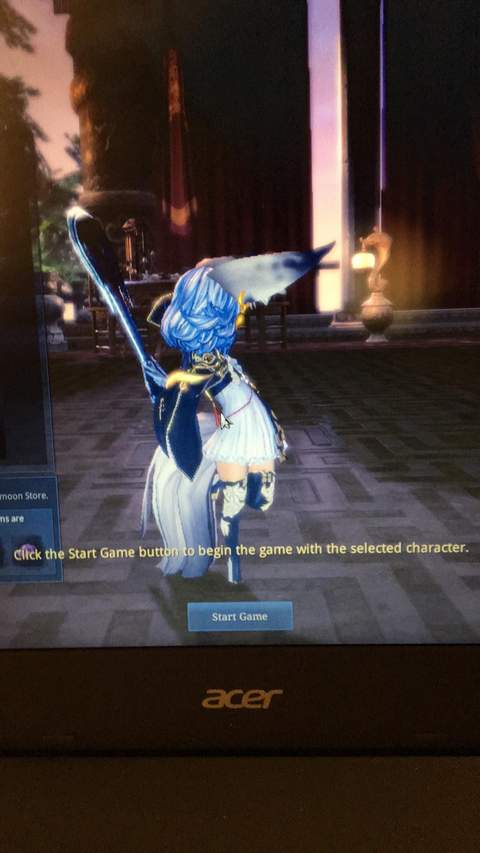 moon Store.
ms are
Click the Start Game button to begin the game with the selected character.
Start Game
acer